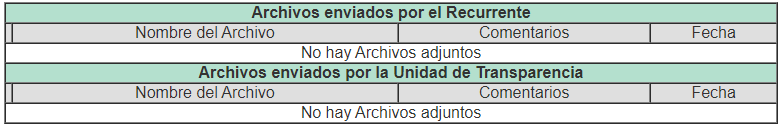 Archivos enviados por el Recurrente
Nombre del Archivo Comentarios Fecha
No hay Archivos adjuntos
Archivos enviados por la Unidad de Transparencia
Nombre del Archivo Comentarios Fecha
No hay Archivos adjuntos